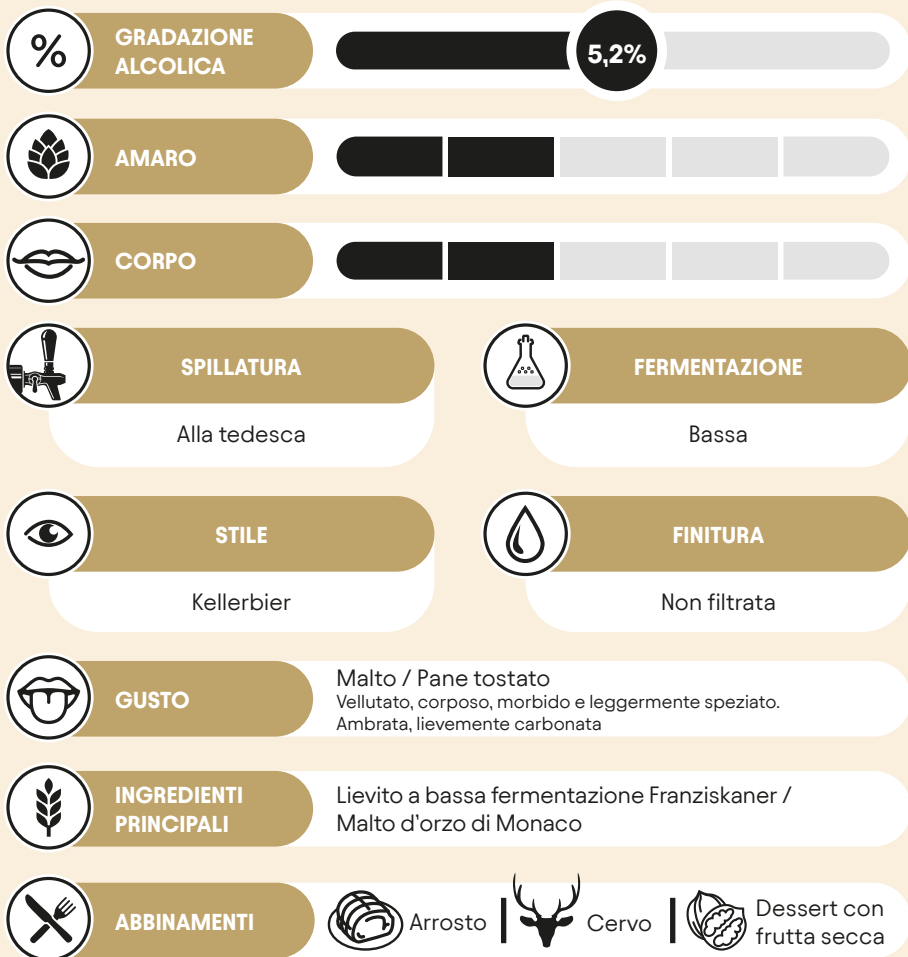 %
GRADAZIONE
ALCOLICA
5,2%
AMARO
CORPO
SPILLATURA
Alla tedesca
FERMENTAZIONE
Bassa
STILE
Kellerbier
FINITURA
Non filtrata
GUSTO
Malto / Pane tostato
Vellutato, corposo, morbido e leggermente speziato.
Ambrata, lievemente carbonata
INGREDIENTI
PRINCIPALI
Lievito a bassa fermentazione Franziskaner /
Malto d'orzo di Monaco
ABBINAMENTI
Arrosto
Cervo
Dessert con
frutta secca